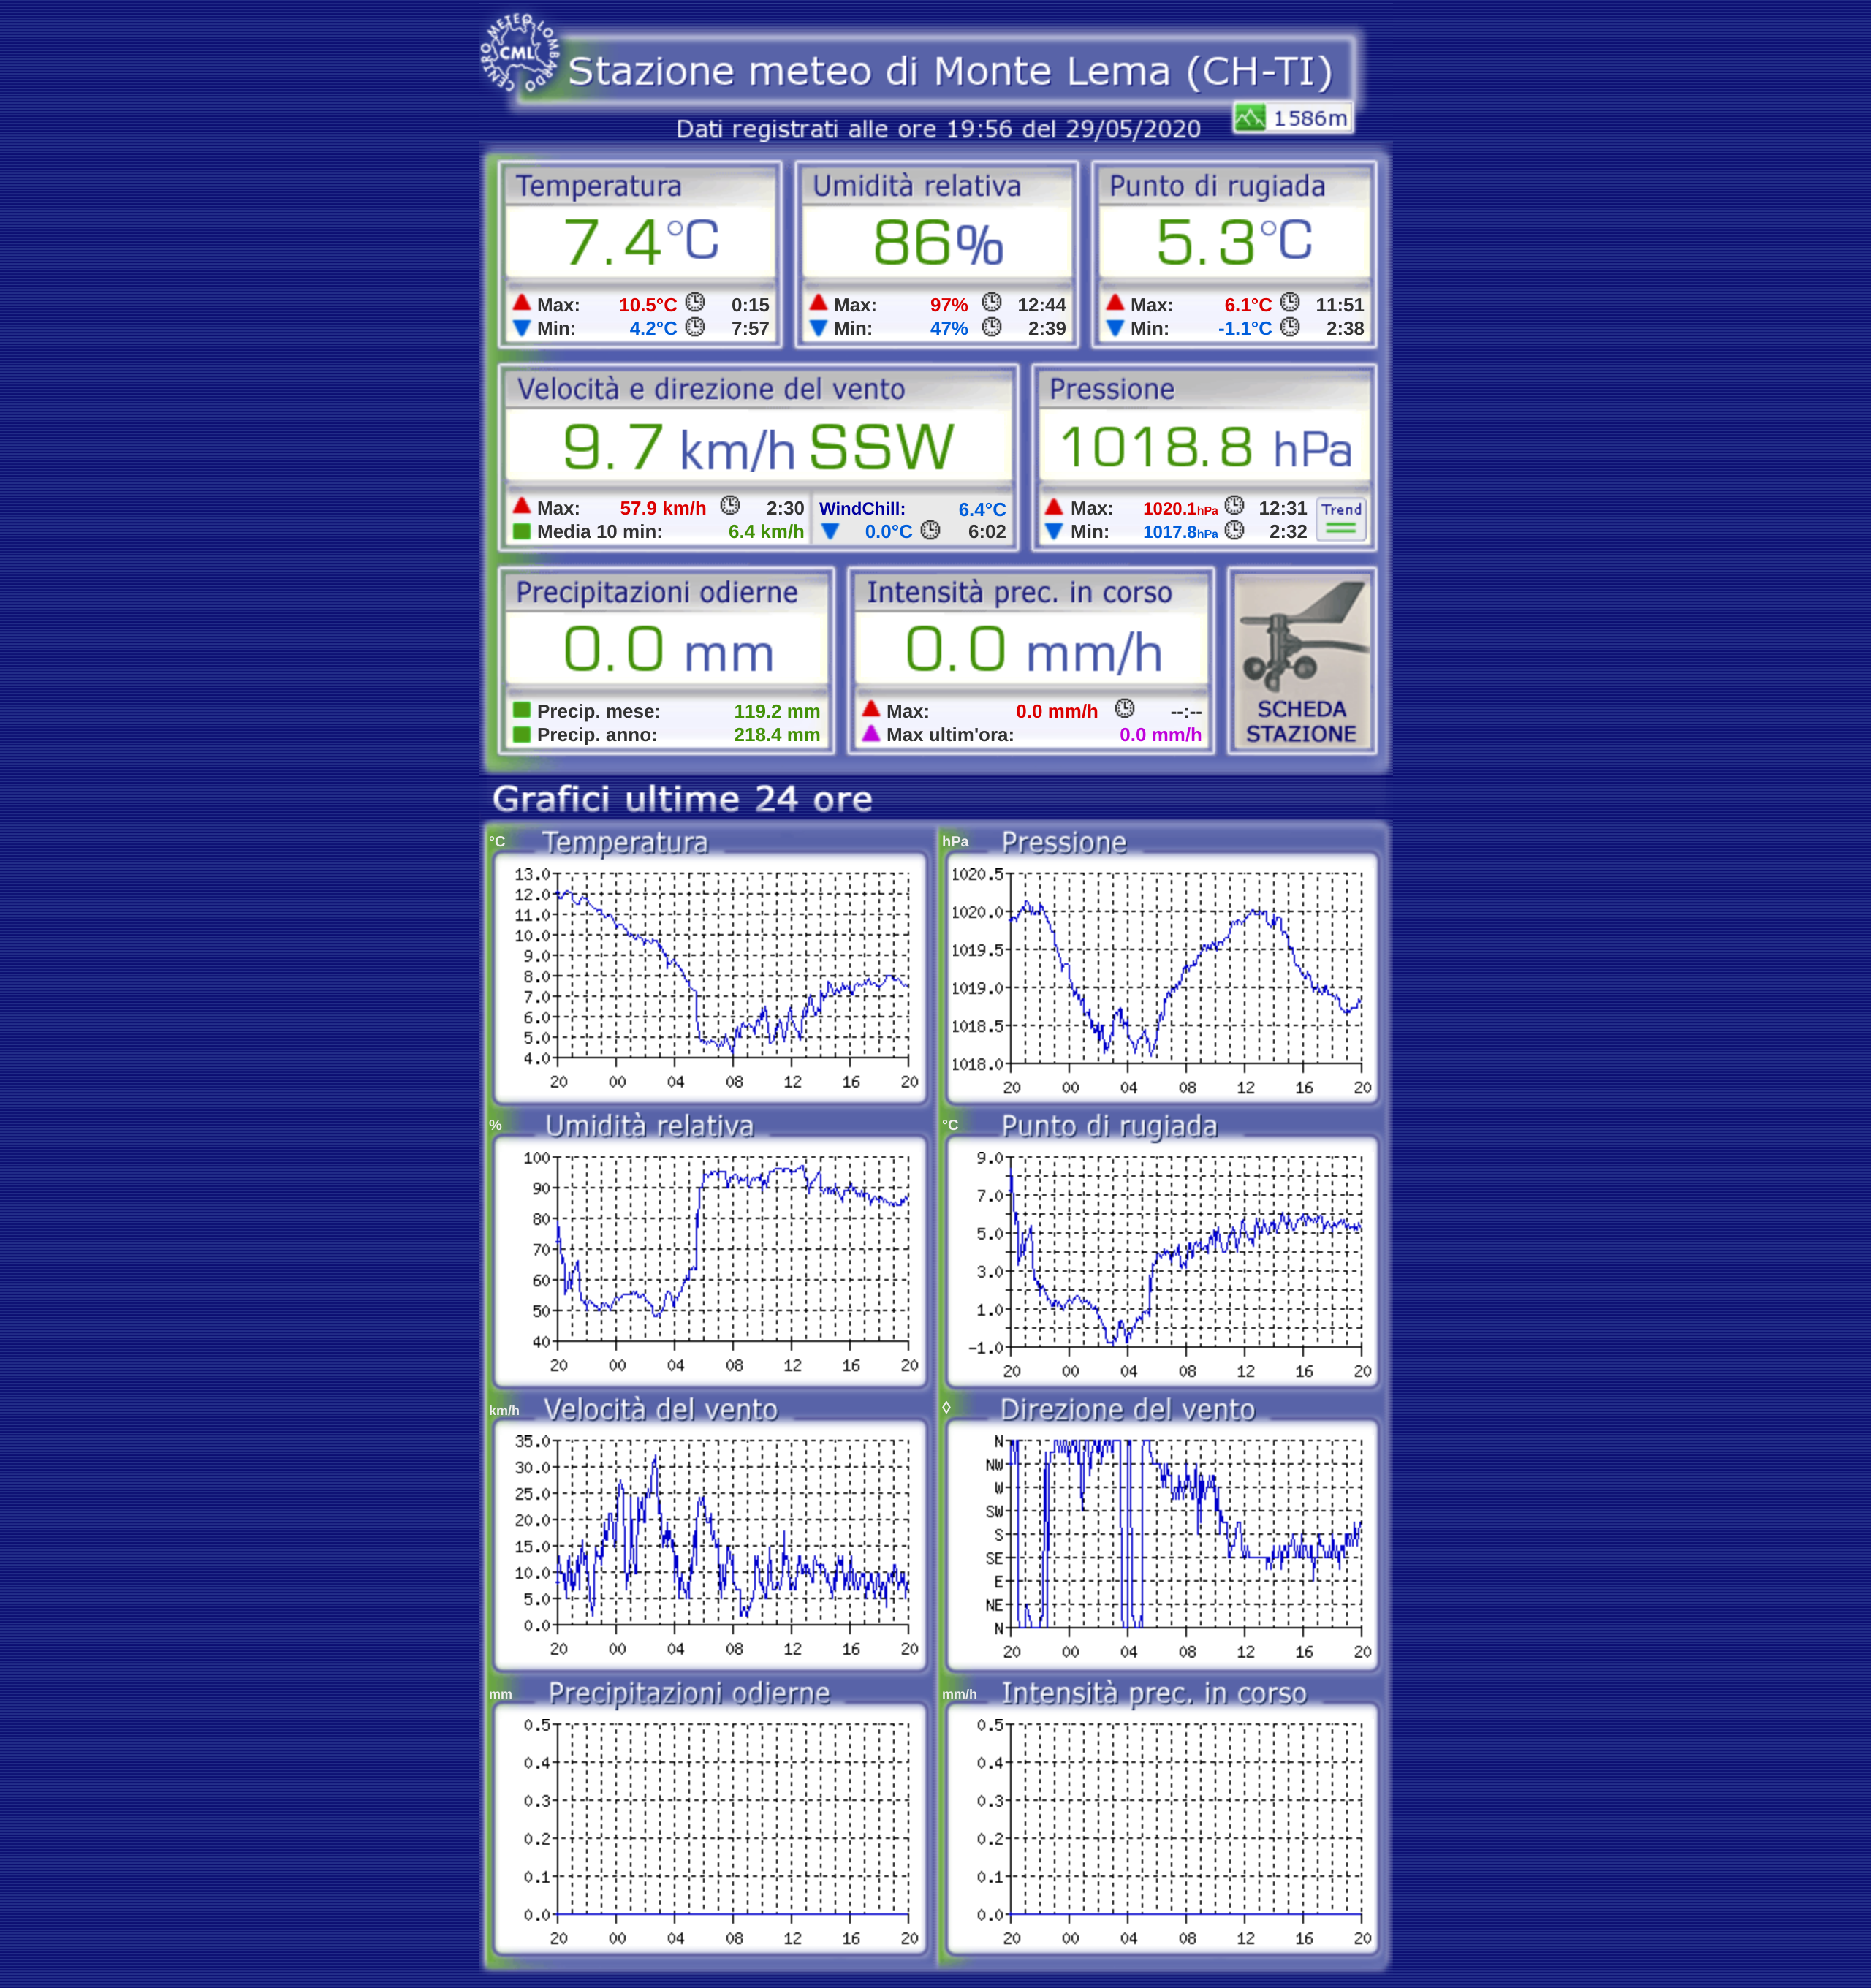 CENTRO METEO LOMBARDO
CML
Stazione meteo di Monte Lema (CH-TI)
1586m
Dati registrati alle ore 19:56 del 29/05/2020
Temperatura
7.4°C
Max: 10.5°C 0:15
Min: 4.2°C 7:57
Umidità relativa
86%
Max: 97% 12:44
Min: 47% 2:39
Punto di rugiada
5.3°C
Max: 6.1°C 11:51
Min: -1.1°C 2:38
Velocità e direzione del vento
9.7 km/h SSW
Max: 57.9 km/h 2:30
Media 10 min: 6.4 km/h
WindChill: 6.4°C
0.0°C 6:02
Pressione
1018.8 hPa
Max: 1020.1hPa 12:31
Min: 1017.8hPa 2:32
Trend
Precipitazioni odierne
0.0 mm
Precip. mese: 119.2 mm
Precip. anno: 218.4 mm
Intensità prec. in corso
0.0 mm/h
Max: 0.0 mm/h --:--
Max ultim'ora: 0.0 mm/h
SCHEDA
STAZIONE
Grafici ultime 24 ore
°C Temperatura
13.0
12.0
11.0
10.0
9.0
8.0
7.0
6.0
5.0
4.0
20 00 04 08 12 16 20
hPa Pressione
1020.5
1020.0
1019.5
1019.0
1018.5
1018.0
20 00 04 08 12 16 20
% Umidità relativa
100
90
80
70
60
50
40
20 00 04 08 12 16 20
°C Punto di rugiada
9.0
7.0
5.0
3.0
1.0
-1.0
20 00 04 08 12 16 20
km/h Velocità del vento
35.0
30.0
25.0
20.0
15.0
10.0
5.0
0.0
20 00 04 08 12 16 20
◊ Direzione del vento
N
NW
W
SW
S
SE
E
NE
N
20 00 04 08 12 16 20
mm Precipitazioni odierne
0.5
0.4
0.3
0.2
0.1
0.0
20 00 04 08 12 16 20
mm/h Intensità prec. in corso
0.5
0.4
0.3
0.2
0.1
0.0
20 00 04 08 12 16 20